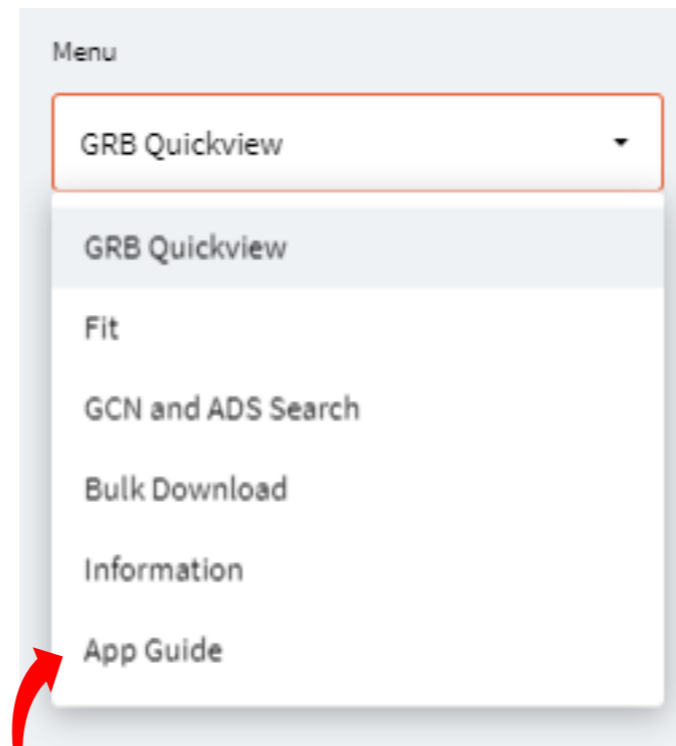 Menu
GRB Quickview
GRB Quickview
Fit
GCN and ADS Search
Bulk Download
Information
App Guide